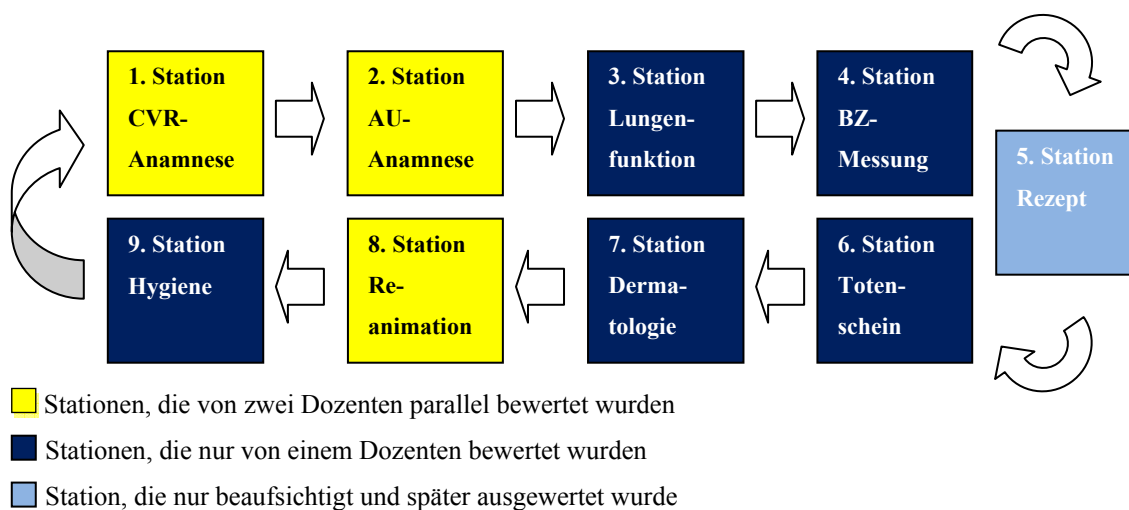 1. Station
CVR-
Anamnese
2. Station
AU-
Anamnese
3. Station
Lungen-
funktion
4. Station
BZ-
Messung
5. Station
Rezept
6. Station
Toten-
schein
7. Station
Derma-
tologie
8. Station
Re-
animation
9. Station
Hygiene
Stationen, die von zwei Dozenten parallel bewertet wurden
Stationen, die nur von einem Dozenten bewertet wurden
Station, die nur beaufsichtigt und später ausgewertet wurde